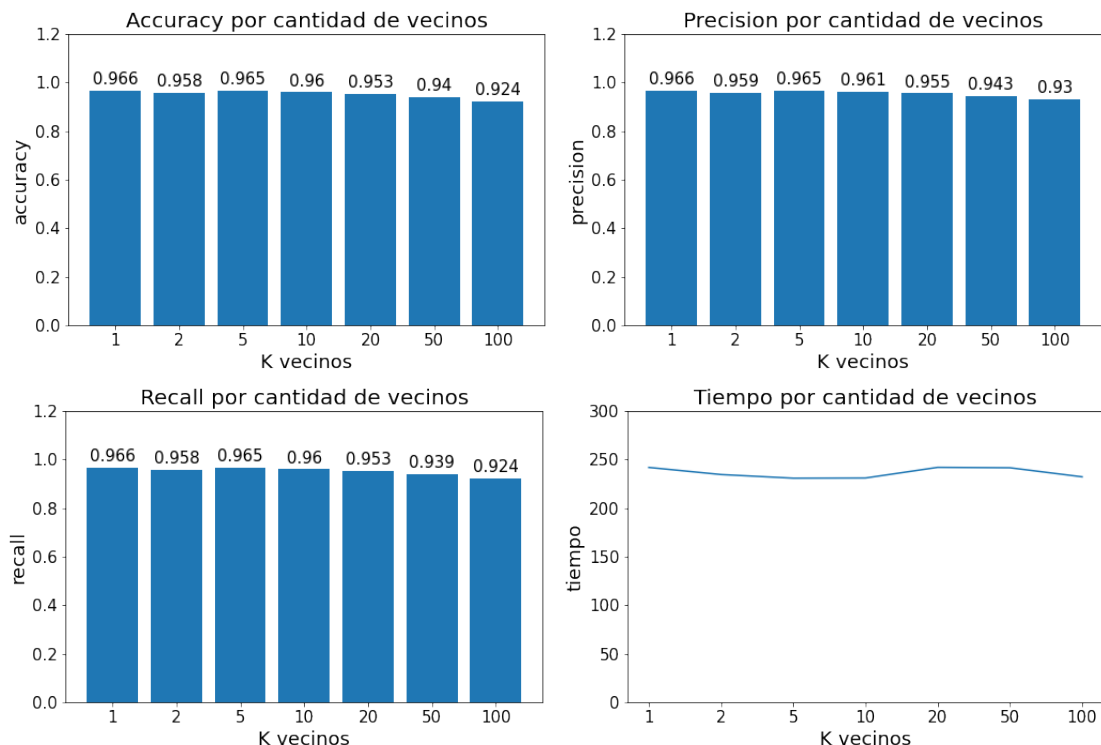 Accuracy por cantidad de vecinos
1.2
1.0
0.8
0.6
0.4
0.2
0.0
accuracy
0.966 0.958 0.965 0.96 0.953 0.94 0.924
1 2 5 10 20 50 100
K vecinos
Precision por cantidad de vecinos
1.2
1.0
0.8
0.6
0.4
0.2
0.0
precision
0.966 0.959 0.965 0.961 0.955 0.943 0.93
1 2 5 10 20 50 100
K vecinos
Recall por cantidad de vecinos
1.2
1.0
0.8
0.6
0.4
0.2
0.0
recall
0.966 0.958 0.965 0.96 0.953 0.939 0.924
1 2 5 10 20 50 100
K vecinos
Tiempo por cantidad de vecinos
300
250
200
150
100
50
0
tiempo
1 2 5 10 20 50 100
K vecinos